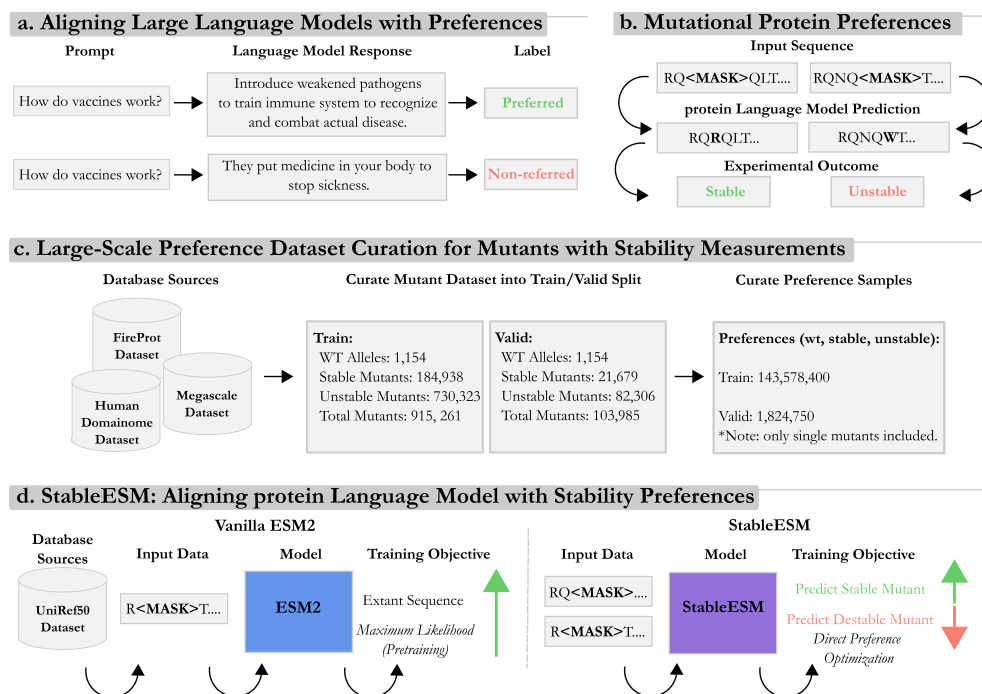 a. Aligning Large Language Models with Preferences
Prompt
Language Model Response
Label
How do vaccines work?
Introduce weakened pathogens
to train immune system to recognize
and combat actual disease.
Preferred
How do vaccines work?
They put medicine in your body to
stop sickness.
Non-referred
b. Mutational Protein Preferences
Input Sequence
RQ<MASK>QLT....
RQNQ<MASK>T....
protein Language Model Prediction
RQRQLT...
RQNQWT...
Experimental Outcome
Stable
Unstable
c. Large-Scale Preference Dataset Curation for Mutants with Stability Measurements
Database Sources
FireProt
Dataset
Human
Domainome
Dataset
Megascale
Dataset
Curate Mutant Dataset into Train/Valid Split
Train:
WT Alleles: 1,154
Stable Mutants: 184,938
Unstable Mutants: 730,323
Total Mutants: 915, 261
Valid:
WT Alleles: 1,154
Stable Mutants: 21,679
Unstable Mutants: 82,306
Total Mutants: 103,985
Curate Preference Samples
Preferences (wt, stable, unstable):
Train: 143,578,400
Valid: 1,824,750
*Note: only single mutants included.
d. StableESM: Aligning protein Language Model with Stability Preferences
Vanilla ESM2
Database
Sources
UniRef50
Dataset
Input Data
R<MASK>T....
Model
ESM2
Training Objective
Extant Sequence
Maximum Likelihood
(Pretraining)
StableESM
Input Data
RQ<MASK>....
R<MASK>T....
Model
StableESM
Training Objective
Predict Stable Mutant
Predict Destable Mutant
Direct Preference
Optimization